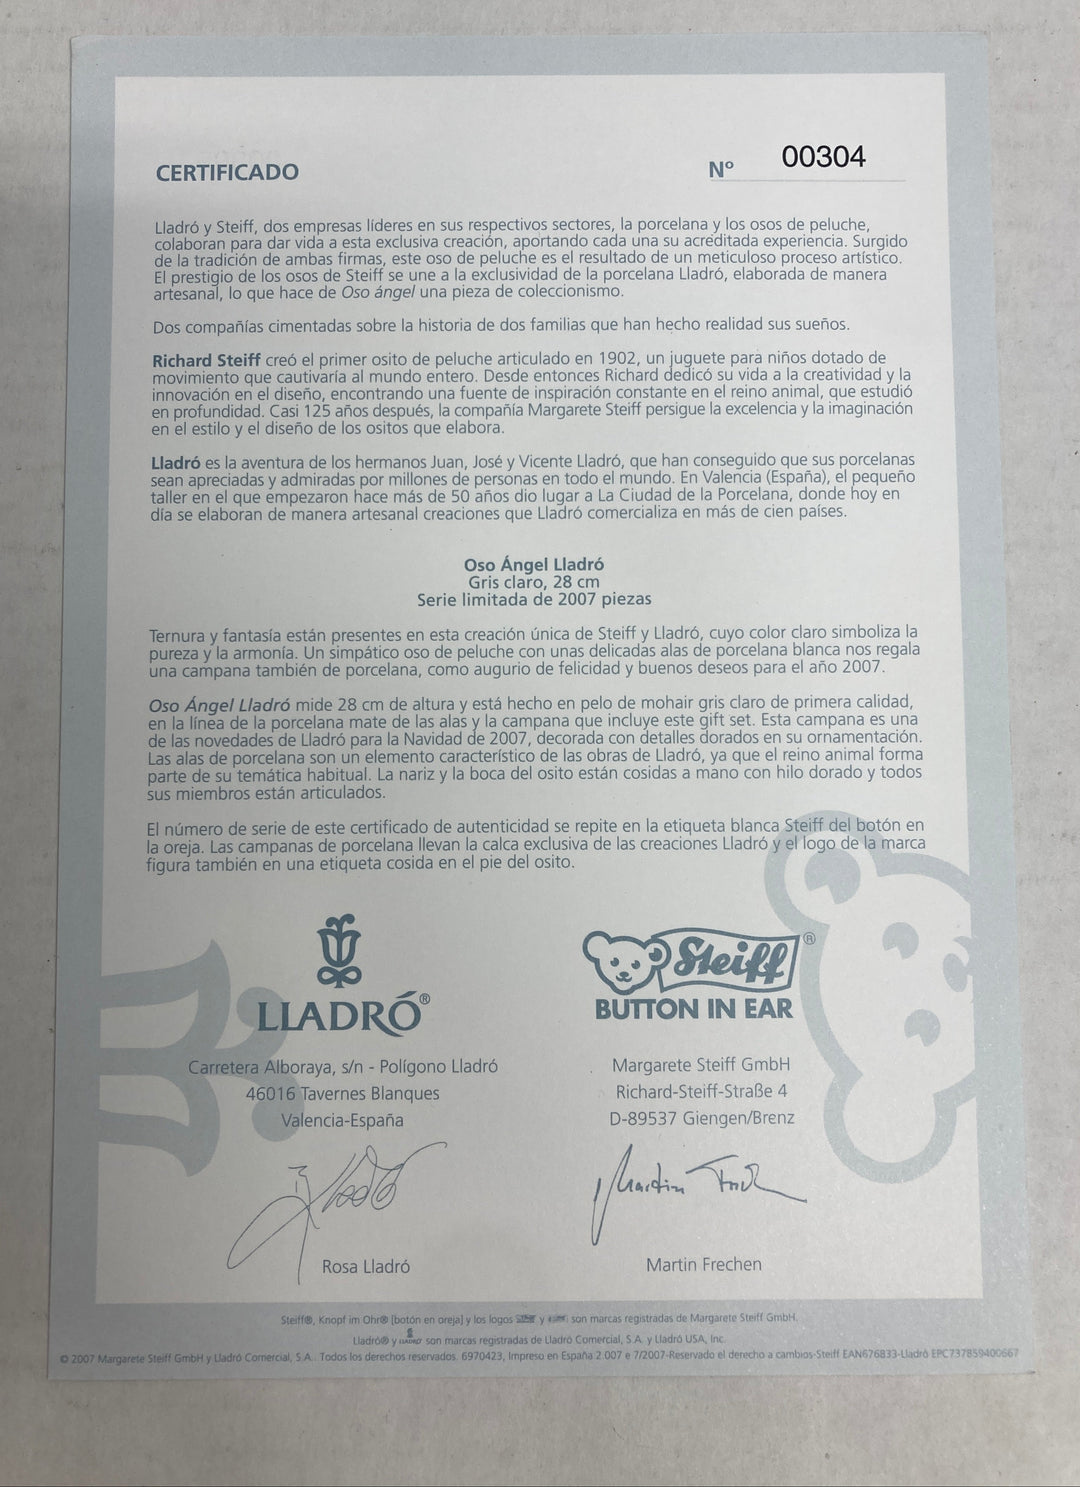 CERTIFICADO
Nº 00304
Lladró y Steiff, dos empresas líderes en sus respectivos sectores, la porcelana y los osos de peluche,
colaboran para dar vida a esta exclusiva creación, aportando cada una su acreditada experiencia. Surgido
de la tradición de ambas firmas, este oso de peluche es el resultado de un meticuloso proceso artístico.
El prestigio de los osos de Steiff se une a la exclusividad de la porcelana Lladró, elaborada de manera
artesanal, lo que hace de Oso ángel una pieza de coleccionismo.
Dos compañías cimentadas sobre la historia de dos familias que han hecho realidad sus sueños.
Richard Steiff creó el primer osito de peluche articulado en 1902, un juguete para niños dotado de
movimiento que cautivaría al mundo entero. Desde entonces Richard dedicó su vida a la creatividad y la
innovación en el diseño, encontrando una fuente de inspiración constante en el reino animal, que estudió
en profundidad. Casi 125 años después, la compañía Margarete Steiff persigue la excelencia y la imaginación
en el estilo y el diseño de los ositos que elabora.
Lladró es la aventura de los hermanos Juan, José y Vicente Lladró, que han conseguido que sus porcelanas
sean apreciadas y admiradas por millones de personas en todo el mundo. En Valencia (España), el pequeño
taller en el que empezaron hace más de 50 años dio lugar a La Ciudad de la Porcelana, donde hoy en
día se elaboran de manera artesanal creaciones que Lladró comercializa en más de cien países.
Oso Ángel Lladró
Gris claro, 28 cm
Serie limitada de 2007 piezas
Ternura y fantasía están presentes en esta creación única de Steiff y Lladró, cuyo color claro simboliza la
pureza y la armonía. Un simpático oso de peluche con unas delicadas alas de porcelana blanca nos regala
una campana también de porcelana, como augurio de felicidad y buenos deseos para el año 2007.
Oso Ángel Lladró mide 28 cm de altura y está hecho en pelo de mohair gris claro de primera calidad,
en la línea de la porcelana mate de las alas y la campana que incluye este gift set. Esta campana es una
de las novedades de Lladró para la Navidad de 2007, decorada con detalles dorados en su ornamentación.
Las alas de porcelana son un elemento característico de las obras de Lladró, ya que el reino animal forma
parte de su temática habitual. La nariz y la boca del osito están cosidas a mano con hilo dorado y todos
sus miembros están articulados.
El número de serie de este certificado de autenticidad se repite en la etiqueta blanca Steiff del botón en
la oreja. Las campanas de porcelana llevan la calca exclusiva de las creaciones Lladró y el logo de la marca
figura también en una etiqueta cosida en el pie del osito.
LLADRÓ®
Carretera Alboraya, s/n - Polígono Lladró
46016 Tavernes Blanques
Valencia-España
Rosa Lladró
Steiff®
BUTTON IN EAR
Margarete Steiff GmbH
Richard-Steiff-Straße 4
D-89537 Giengen/Brenz
Martin Frechen
Steiff®, Knopf im Ohr® [botón en oreja] y los logos y son marcas registradas de Margarete Steiff GmbH.
Lladró® y LLADRÓ son marcas registradas de Lladró Comercial, S.A. y Lladró USA, Inc.
© 2007 Margarete Steiff GmbH y Lladró Comercial, S.A. Todos los derechos reservados. 6970423, Impreso en España 2.007 e 7/2007-Reservado el derecho a cambios-Steiff EAN676833-Lladró EPC737859400667